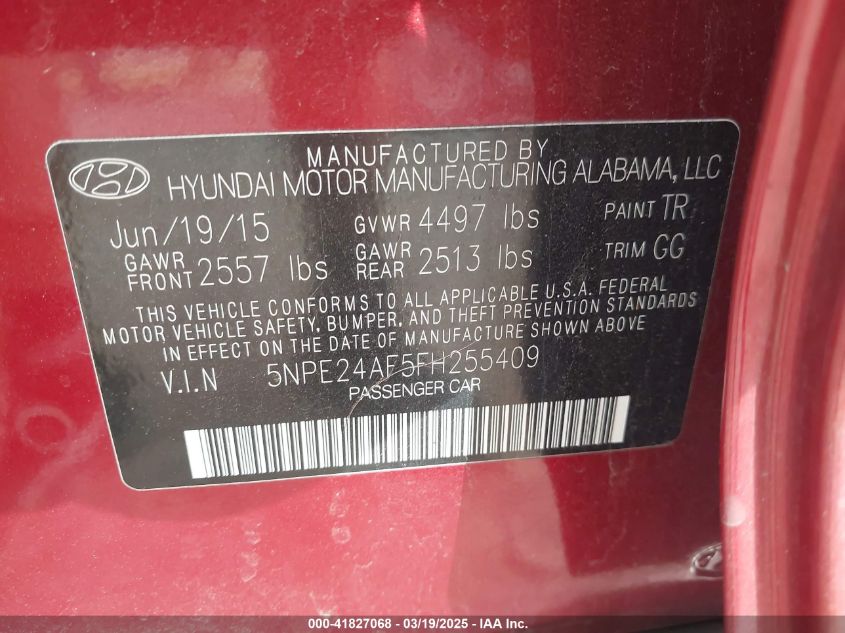 MANUFACTURED BY
HYUNDAI MOTOR MANUFACTURING ALABAMA, LLC
Jun/19/15 GVWR 4497 lbs PAINT TR
GAWR FRONT 2557 lbs GAWR REAR 2513 lbs TRIM GG
THIS VEHICLE CONFORMS TO ALL APPLICABLE U.S.A. FEDERAL
MOTOR VEHICLE SAFETY, BUMPER, AND THEFT PREVENTION STANDARDS
IN EFFECT ON THE DATE OF MANUFACTURE SHOWN ABOVE
V.I.N 5NPE24AF5FH255409
PASSENGER CAR
000-41827068 | 03/19/2025 | IAA Inc.